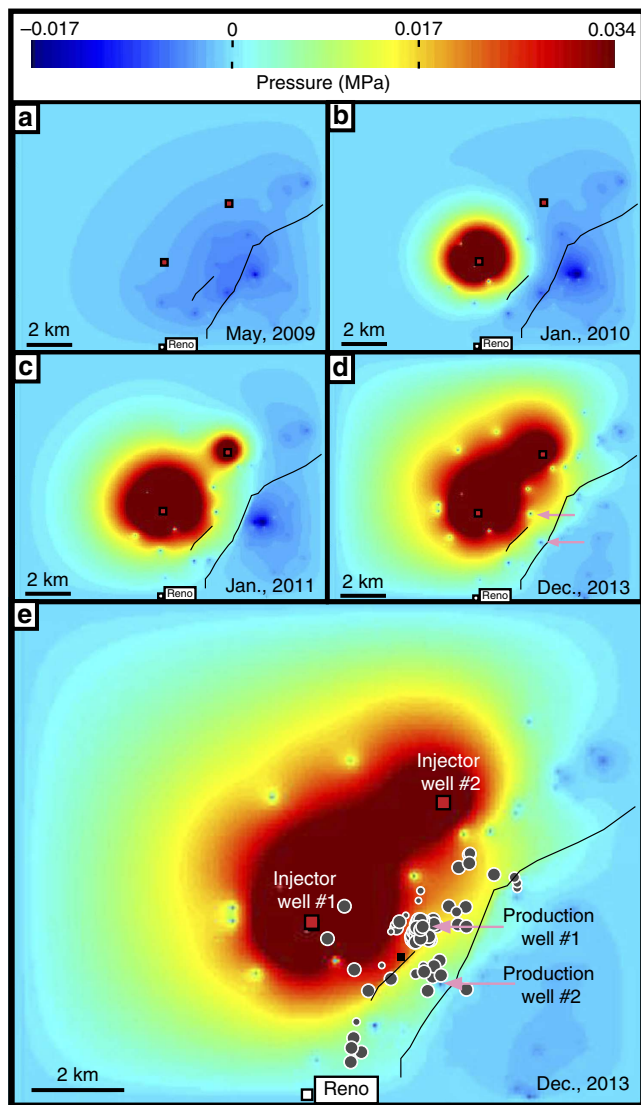 −0.017 0 0.017 0.034
Pressure (MPa)
a
2 km
Reno
May, 2009
b
2 km
Reno
Jan., 2010
c
2 km
Reno
Jan., 2011
d
2 km
Reno
Dec., 2013
e
Injector
well #2
Injector
well #1
Production
well #1
Production
well #2
2 km
Reno
Dec., 2013